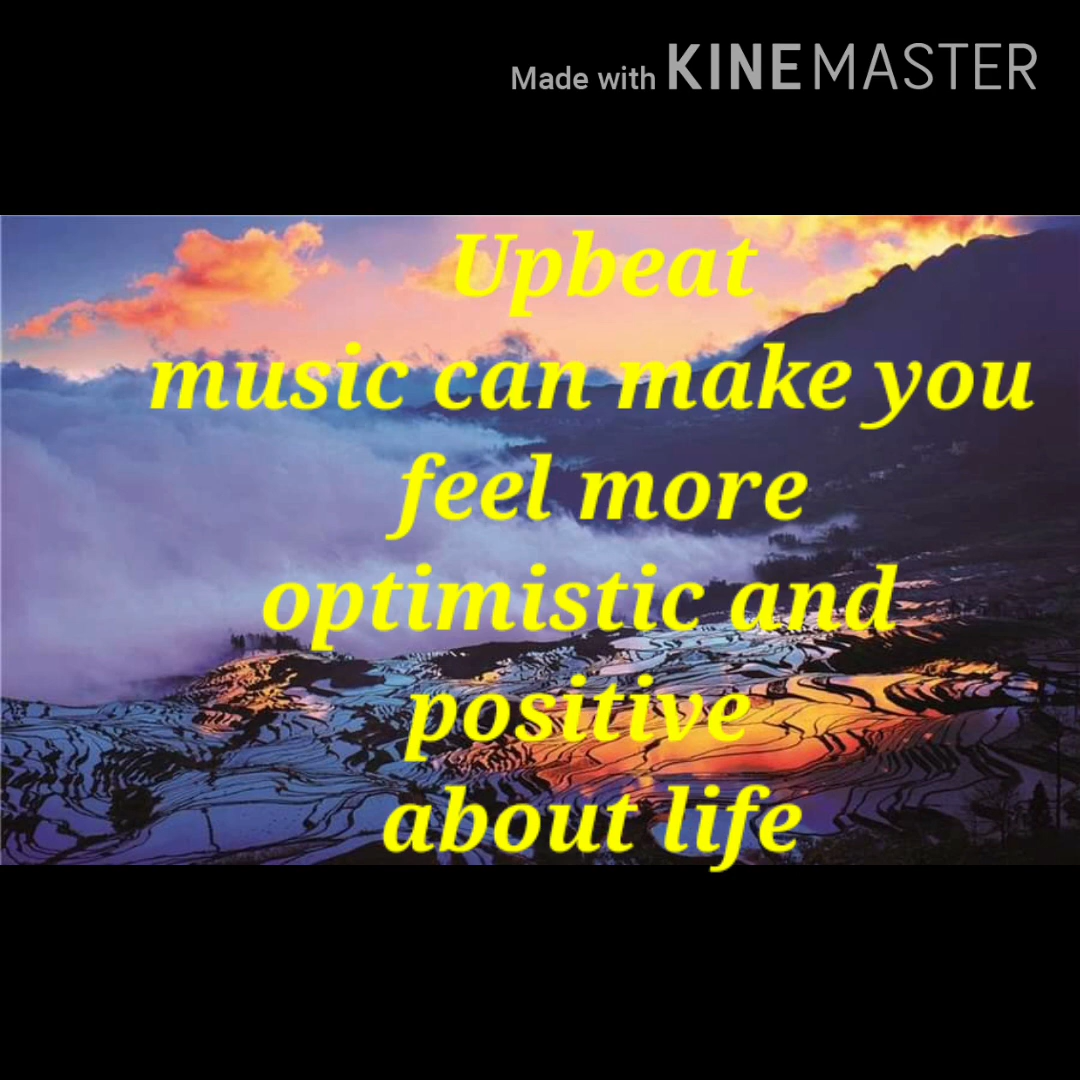 Made with KINEMASTER
Upbeat
music can make you
feel more
optimistic and
positive
about life